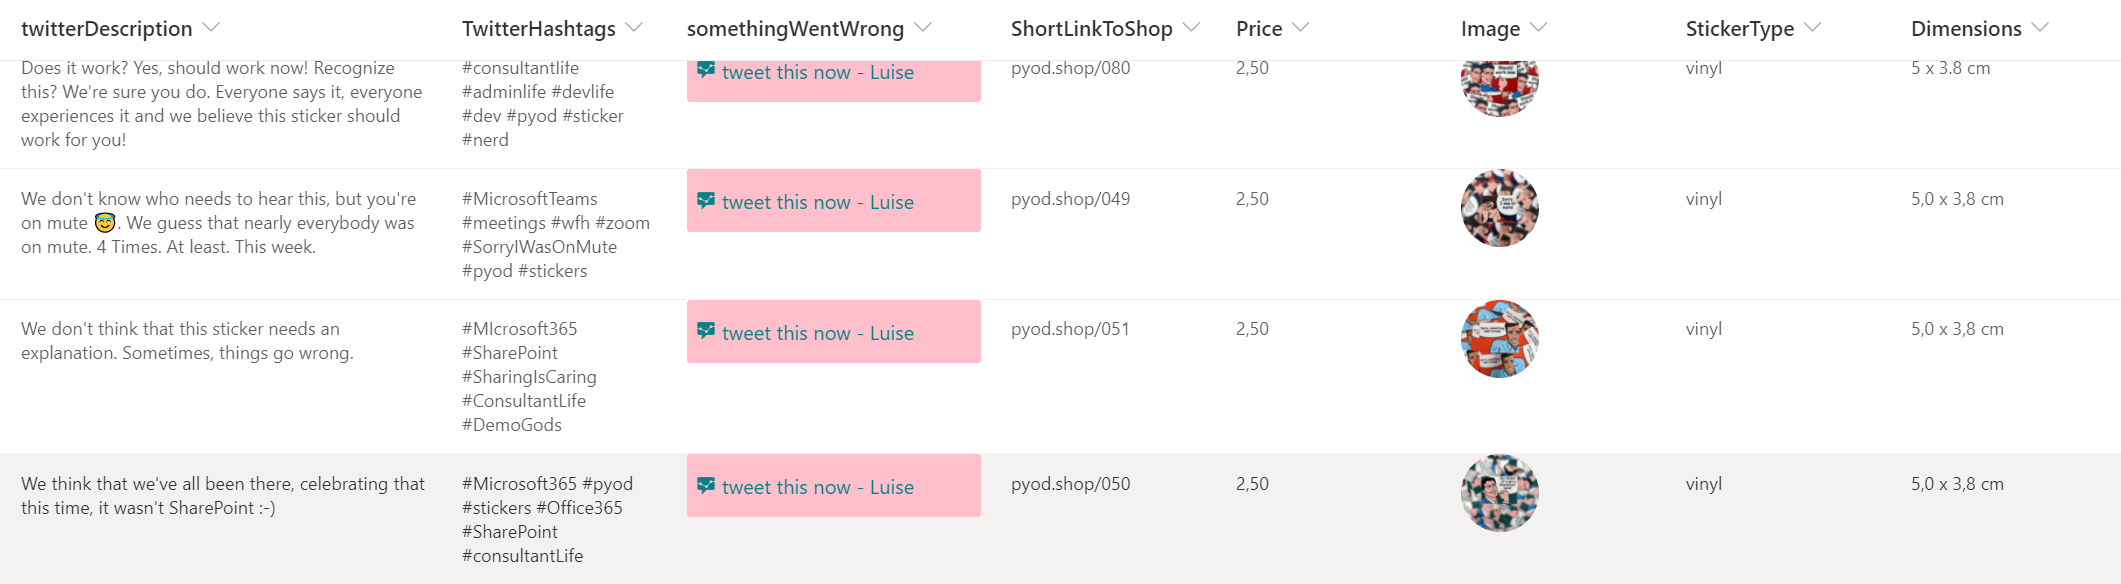 twitterDescription TwitterHashtags somethingWentWrong ShortLinkToShop Price Image StickerType Dimensions
Does it work? Yes, should work now! Recognize
this? We're sure you do. Everyone says it, everyone
experiences it and we believe this sticker should
work for you!
#consultantlife
#adminlife #devlife
#dev #pyod #sticker
#nerd
tweet this now - Luise
pyod.shop/080
2,50
vinyl
5 x 3.8 cm
We don't know who needs to hear this, but you're
on mute 😇. We guess that nearly everybody was
on mute. 4 Times. At least. This week.
#MicrosoftTeams
#meetings #wfh #zoom
#SorryIWasOnMute
#pyod #stickers
tweet this now - Luise
pyod.shop/049
2,50
vinyl
5,0 x 3,8 cm
We don't think that this sticker needs an
explanation. Sometimes, things go wrong.
#MIcrosoft365
#SharePoint
#SharingIsCaring
#ConsultantLife
#DemoGods
tweet this now - Luise
pyod.shop/051
2,50
vinyl
5,0 x 3,8 cm
We think that we've all been there, celebrating that
this time, it wasn't SharePoint :-)
#Microsoft365 #pyod
#stickers #Office365
#SharePoint
#consultantLife
tweet this now - Luise
pyod.shop/050
2,50
vinyl
5,0 x 3,8 cm